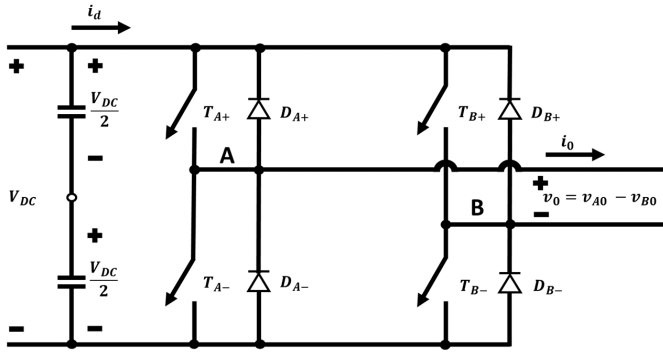 i_d
V_DC/2
T_A+
D_A+
T_B+
D_B+
A
i_0
V_DC
v_0 = v_A0 − v_B0
B
V_DC/2
T_A−
D_A−
T_B−
D_B−